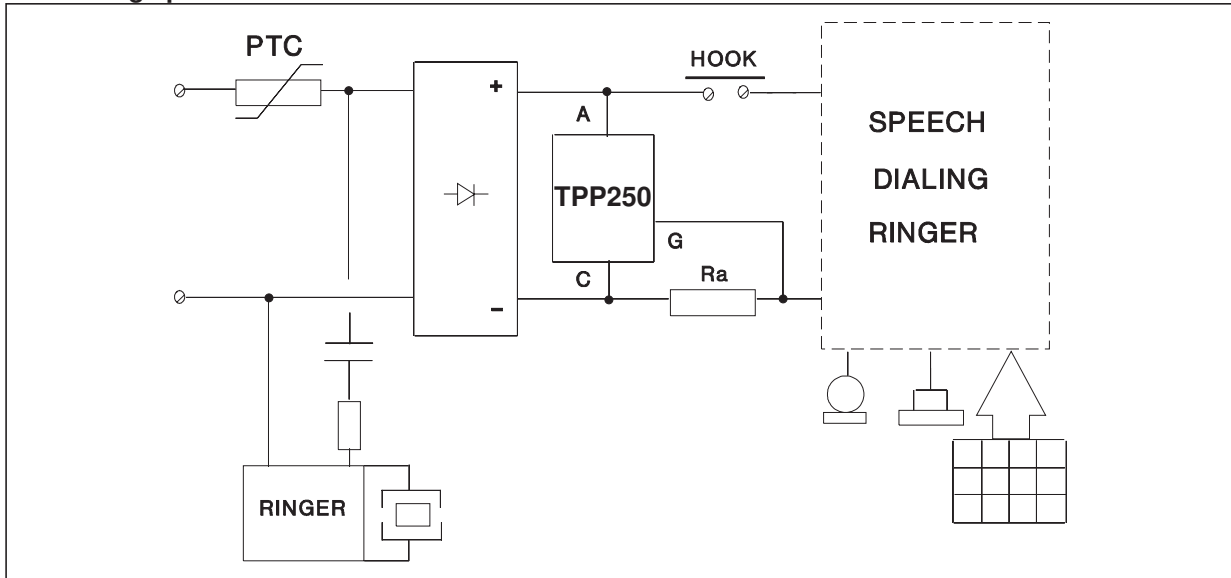 PTC
HOOK
+
A
SPEECH
DIALING
TPP250
RINGER
G
C
Ra
–
RINGER